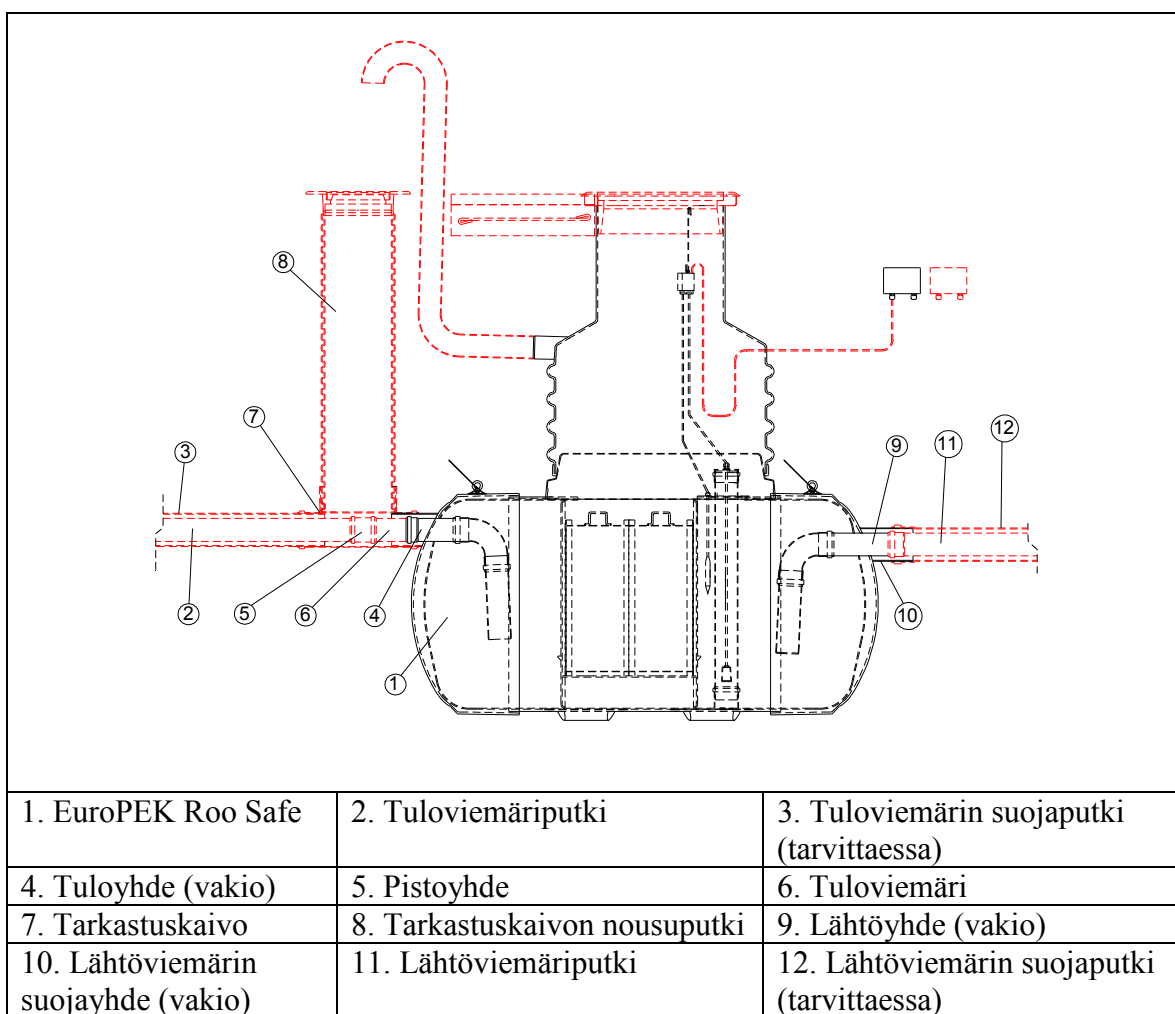 8
7
3
9
11
12
2
5
6
4
10
1
1. EuroPEK Roo Safe
2. Tuloviemäriputki
3. Tuloviemärin suojaputki
(tarvittaessa)
4. Tuloyhde (vakio)
5. Pistoyhde
6. Tuloviemäri
7. Tarkastuskaivo
8. Tarkastuskaivon nousuputki
9. Lähtöyhde (vakio)
10. Lähtöviemärin
suojayhde (vakio)
11. Lähtöviemäriputki
12. Lähtöviemärin suojaputki
(tarvittaessa)